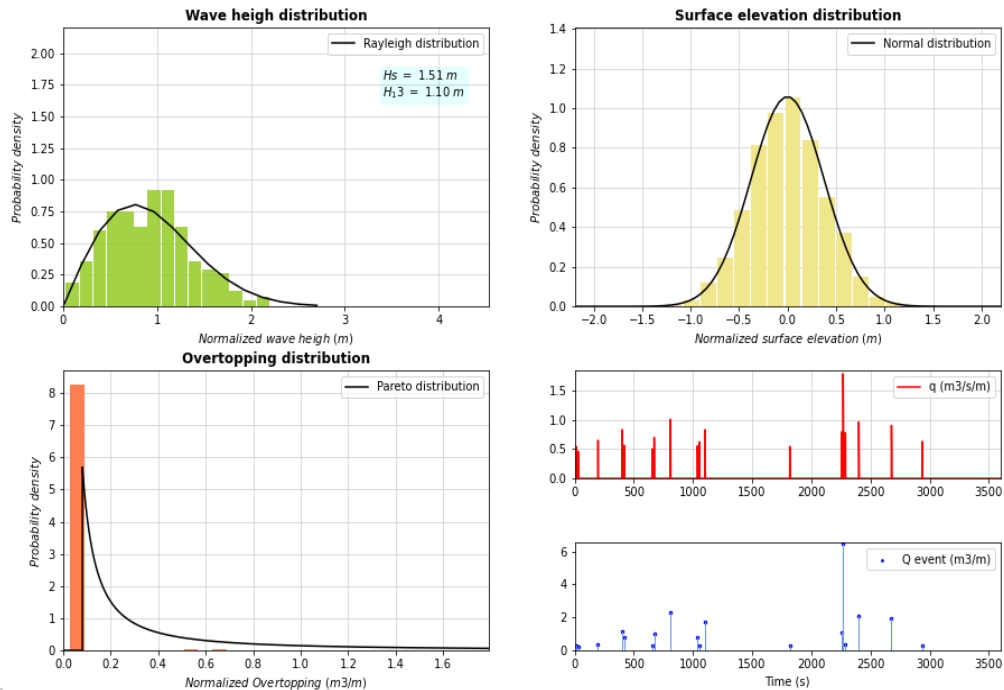 Wave heigh distribution
Rayleigh distribution
Hs = 1.51 m
H₁3 = 1.10 m
Probability density
2.00
1.75
1.50
1.25
1.00
0.75
0.50
0.25
0.00
0 1 2 3 4
Normalized wave heigh (m)
Surface elevation distribution
Normal distribution
Probability density
1.4
1.2
1.0
0.8
0.6
0.4
0.2
0.0
−2.0 −1.5 −1.0 −0.5 0.0 0.5 1.0 1.5 2.0
Normalized surface elevation (m)
Overtopping distribution
Pareto distribution
Probability density
8
7
6
5
4
3
2
1
0
0.0 0.2 0.4 0.6 0.8 1.0 1.2 1.4 1.6
Normalized Overtopping (m3/m)
q (m3/s/m)
1.5
1.0
0.5
0.0
0 500 1000 1500 2000 2500 3000 3500
Q event (m3/m)
6
4
2
0
0 500 1000 1500 2000 2500 3000 3500
Time (s)